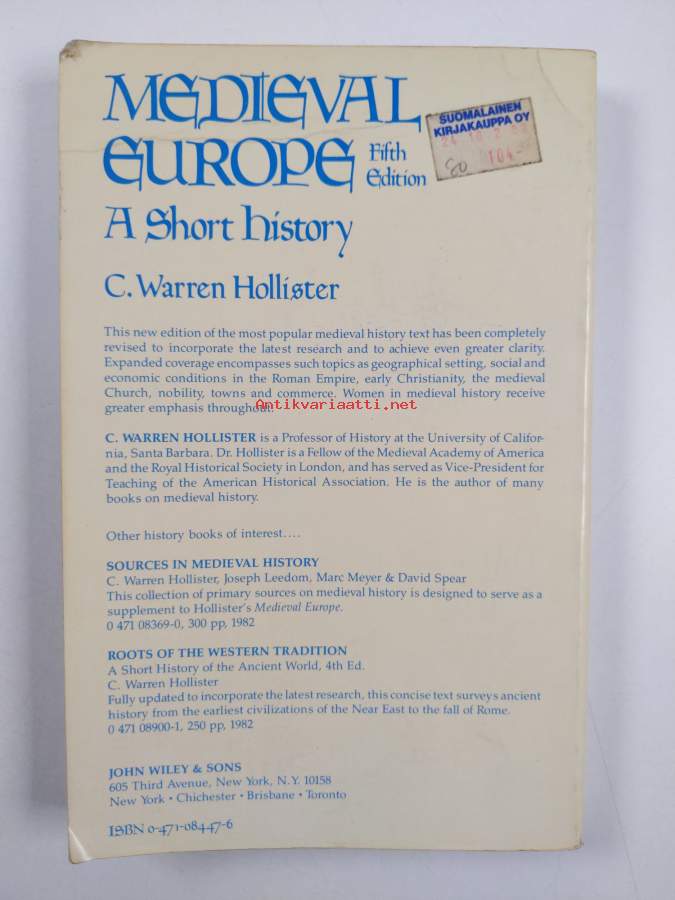 MEDIEVAL
EUROPE Fifth
Edition
A Short History
C. Warren Hollister
SUOMALAINEN
KIRJAKAUPPA OY
80 104-
This new edition of the most popular medieval history text has been completely
revised to incorporate the latest research and to achieve even greater clarity.
Expanded coverage encompasses such topics as geographical setting, social and
economic conditions in the Roman Empire, early Christianity, the medieval
Church, nobility, towns and commerce. Women in medieval history receive
greater emphasis throughout.
Antikvariaatti.net
C. WARREN HOLLISTER is a Professor of History at the University of Califor-
nia, Santa Barbara. Dr. Hollister is a Fellow of the Medieval Academy of America
and the Royal Historical Society in London, and has served as Vice-President for
Teaching of the American Historical Association. He is the author of many
books on medieval history.
Other history books of interest....
SOURCES IN MEDIEVAL HISTORY
C. Warren Hollister, Joseph Leedom, Marc Meyer & David Spear
This collection of primary sources on medieval history is designed to serve as a
supplement to Hollister's Medieval Europe.
0 471 08369-0, 300 pp, 1982
ROOTS OF THE WESTERN TRADITION
A Short History of the Ancient World, 4th Ed.
C. Warren Hollister
Fully updated to incorporate the latest research, this concise text surveys ancient
history from the earliest civilizations of the Near East to the fall of Rome.
0 471 08900-1, 250 pp, 1982
JOHN WILEY & SONS
605 Third Avenue, New York, N.Y. 10158
New York • Chichester • Brisbane • Toronto
ISBN 0-471-08447-6